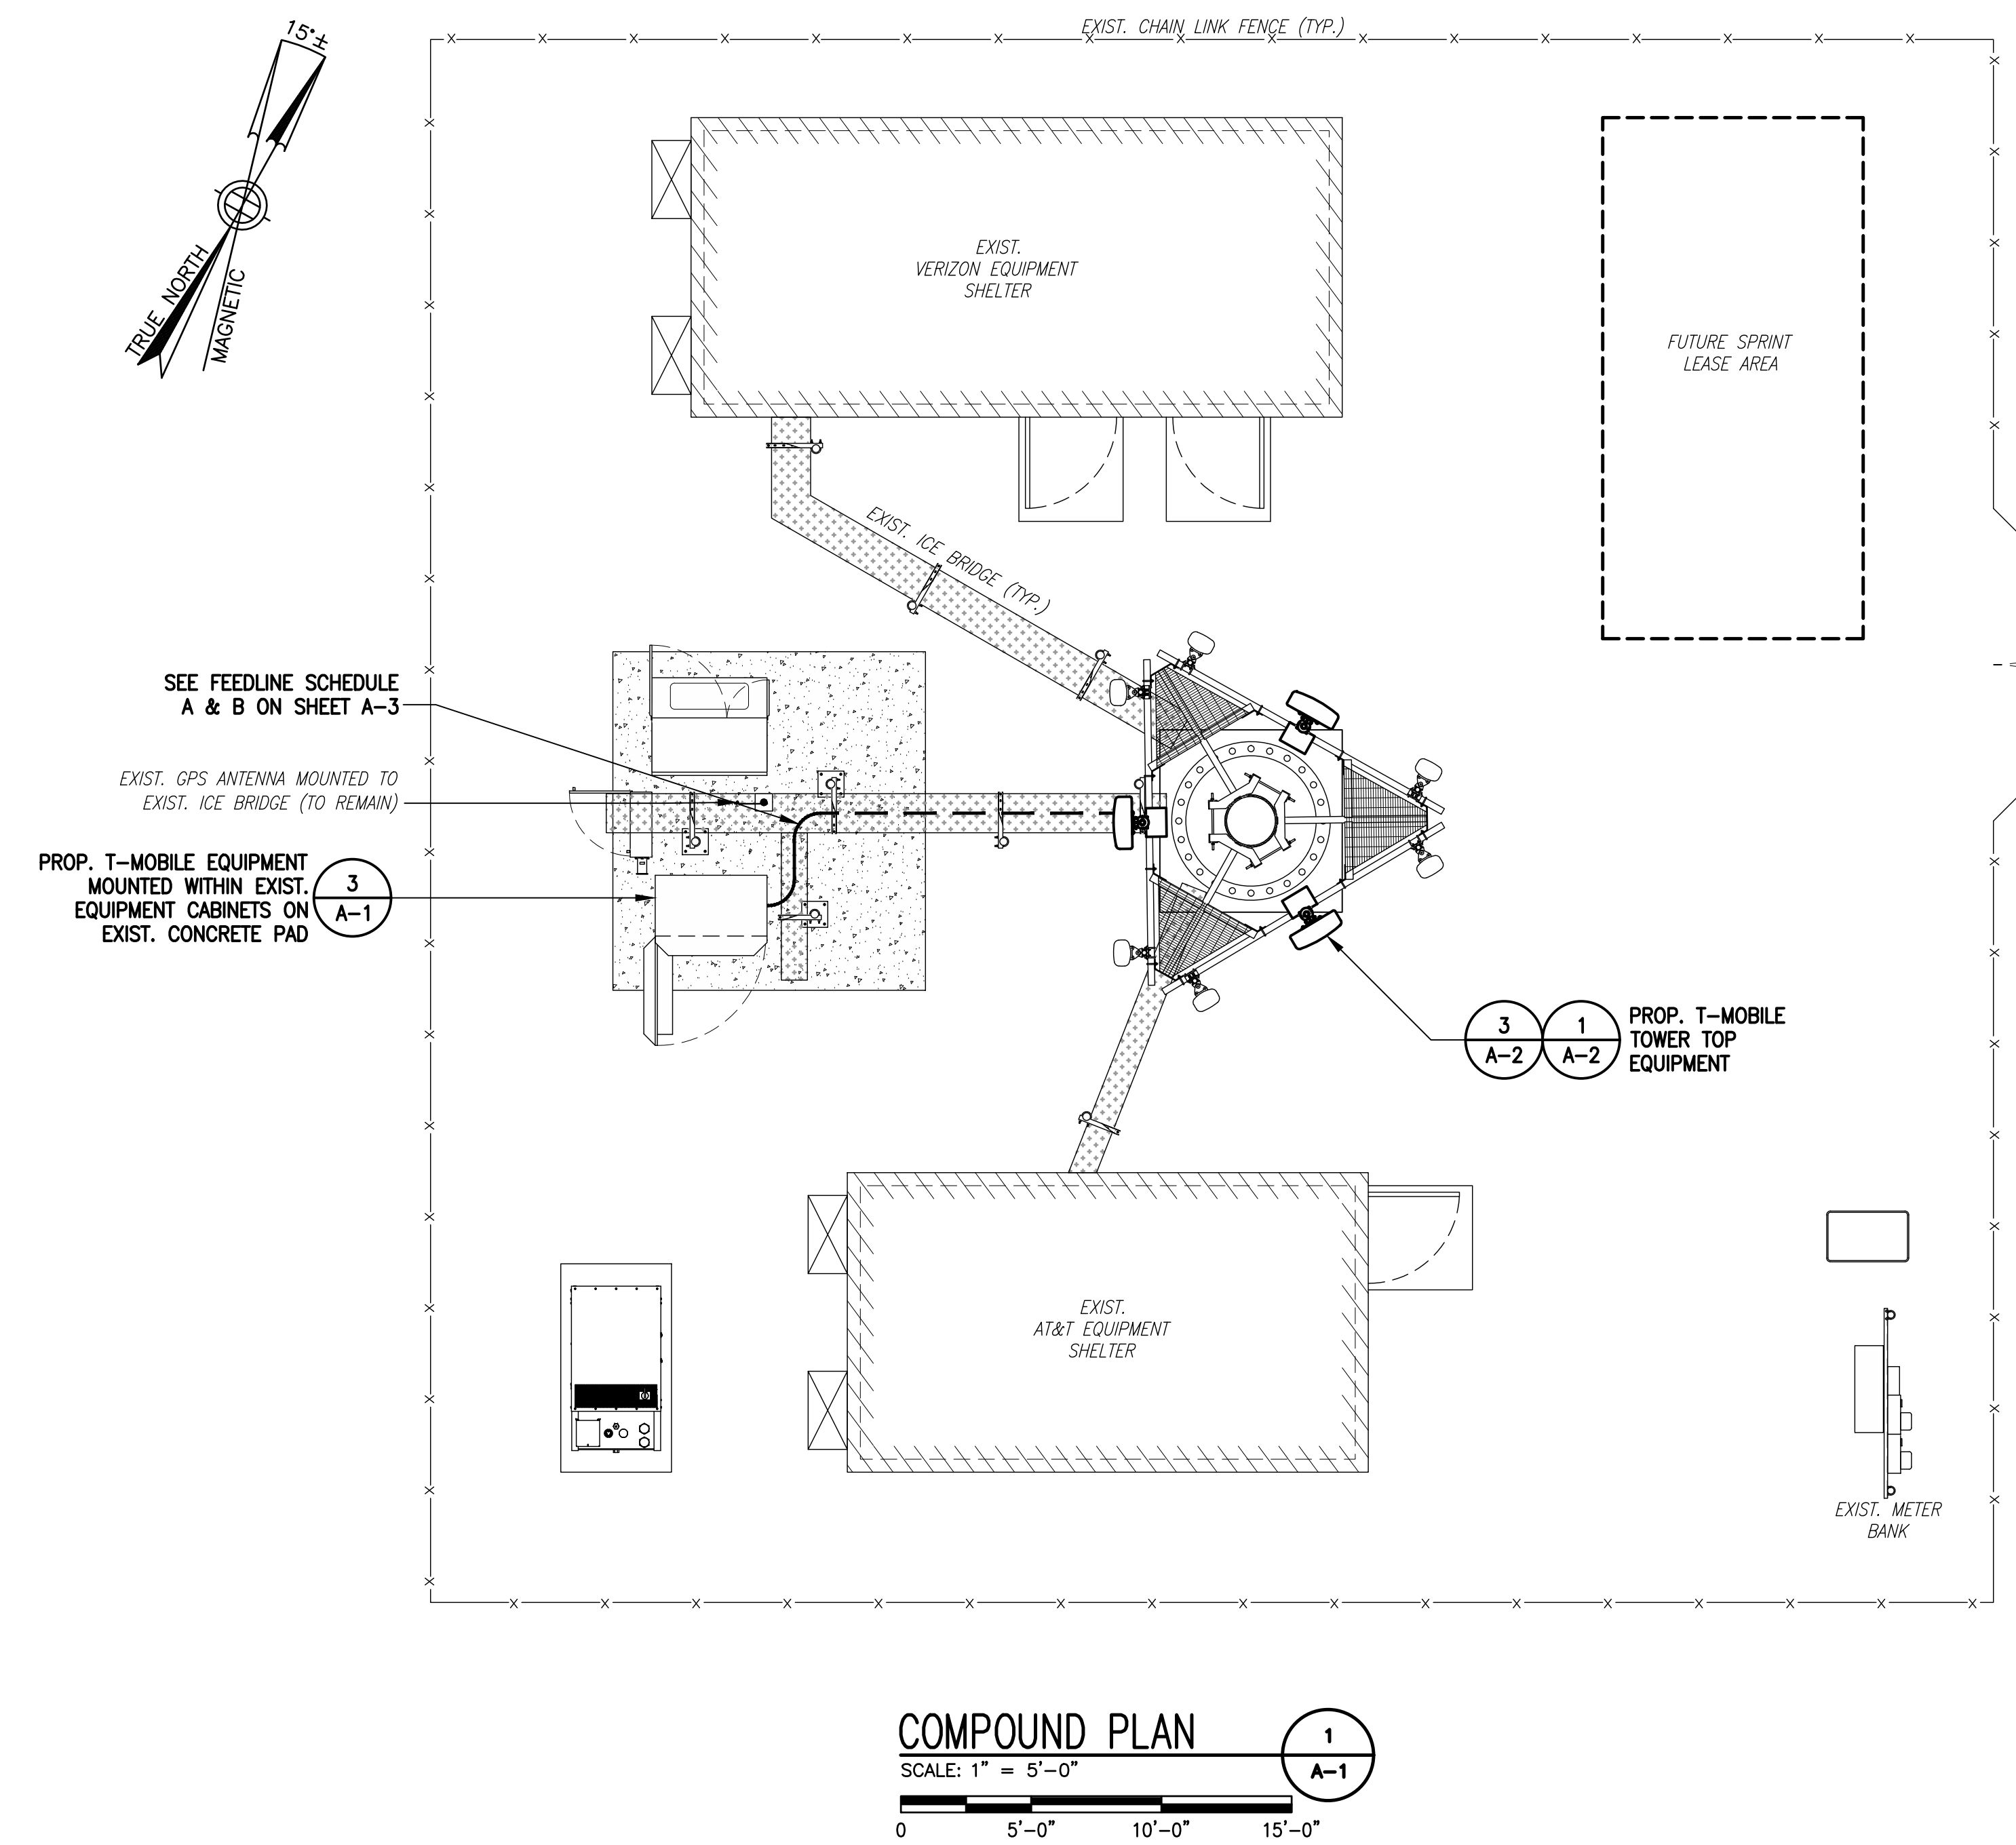 EXIST. CHAIN LINK FENCE (TYP.)
15°±
TRUE NORTH
MAGNETIC
EXIST.
VERIZON EQUIPMENT
SHELTER
FUTURE SPRINT
LEASE AREA
EXIST. ICE BRIDGE (TYP.)
SEE FEEDLINE SCHEDULE
A & B ON SHEET A-3
EXIST. GPS ANTENNA MOUNTED TO
EXIST. ICE BRIDGE (TO REMAIN)
PROP. T-MOBILE EQUIPMENT
MOUNTED WITHIN EXIST.
EQUIPMENT CABINETS ON
EXIST. CONCRETE PAD
3
A-1
3
A-2
1
A-2
PROP. T-MOBILE
TOWER TOP
EQUIPMENT
EXIST.
AT&T EQUIPMENT
SHELTER
EXIST. METER
BANK
COMPOUND PLAN
SCALE: 1" = 5'-0"
1
A-1
0 5'-0" 10'-0" 15'-0"